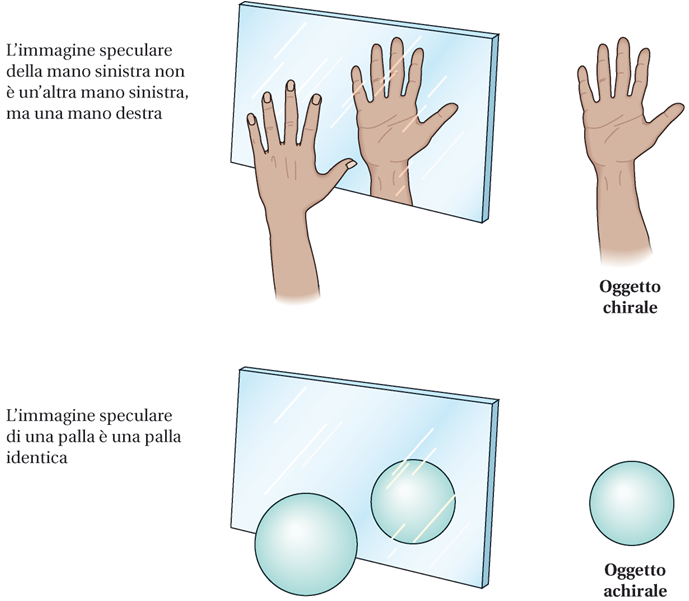 L’immagine speculare
della mano sinistra non
è un’altra mano sinistra,
ma una mano destra
Oggetto
chirale
L’immagine speculare
di una palla è una palla
identica
Oggetto
achirale